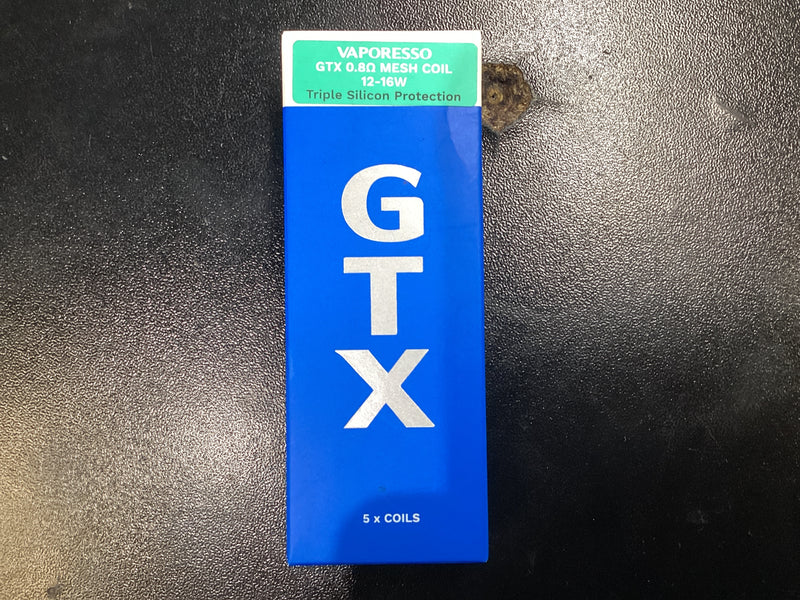 VAPORESSO
GTX 0.8Ω MESH COIL
12-16W
Triple Silicon Protection
G
T
X
5 x COILS